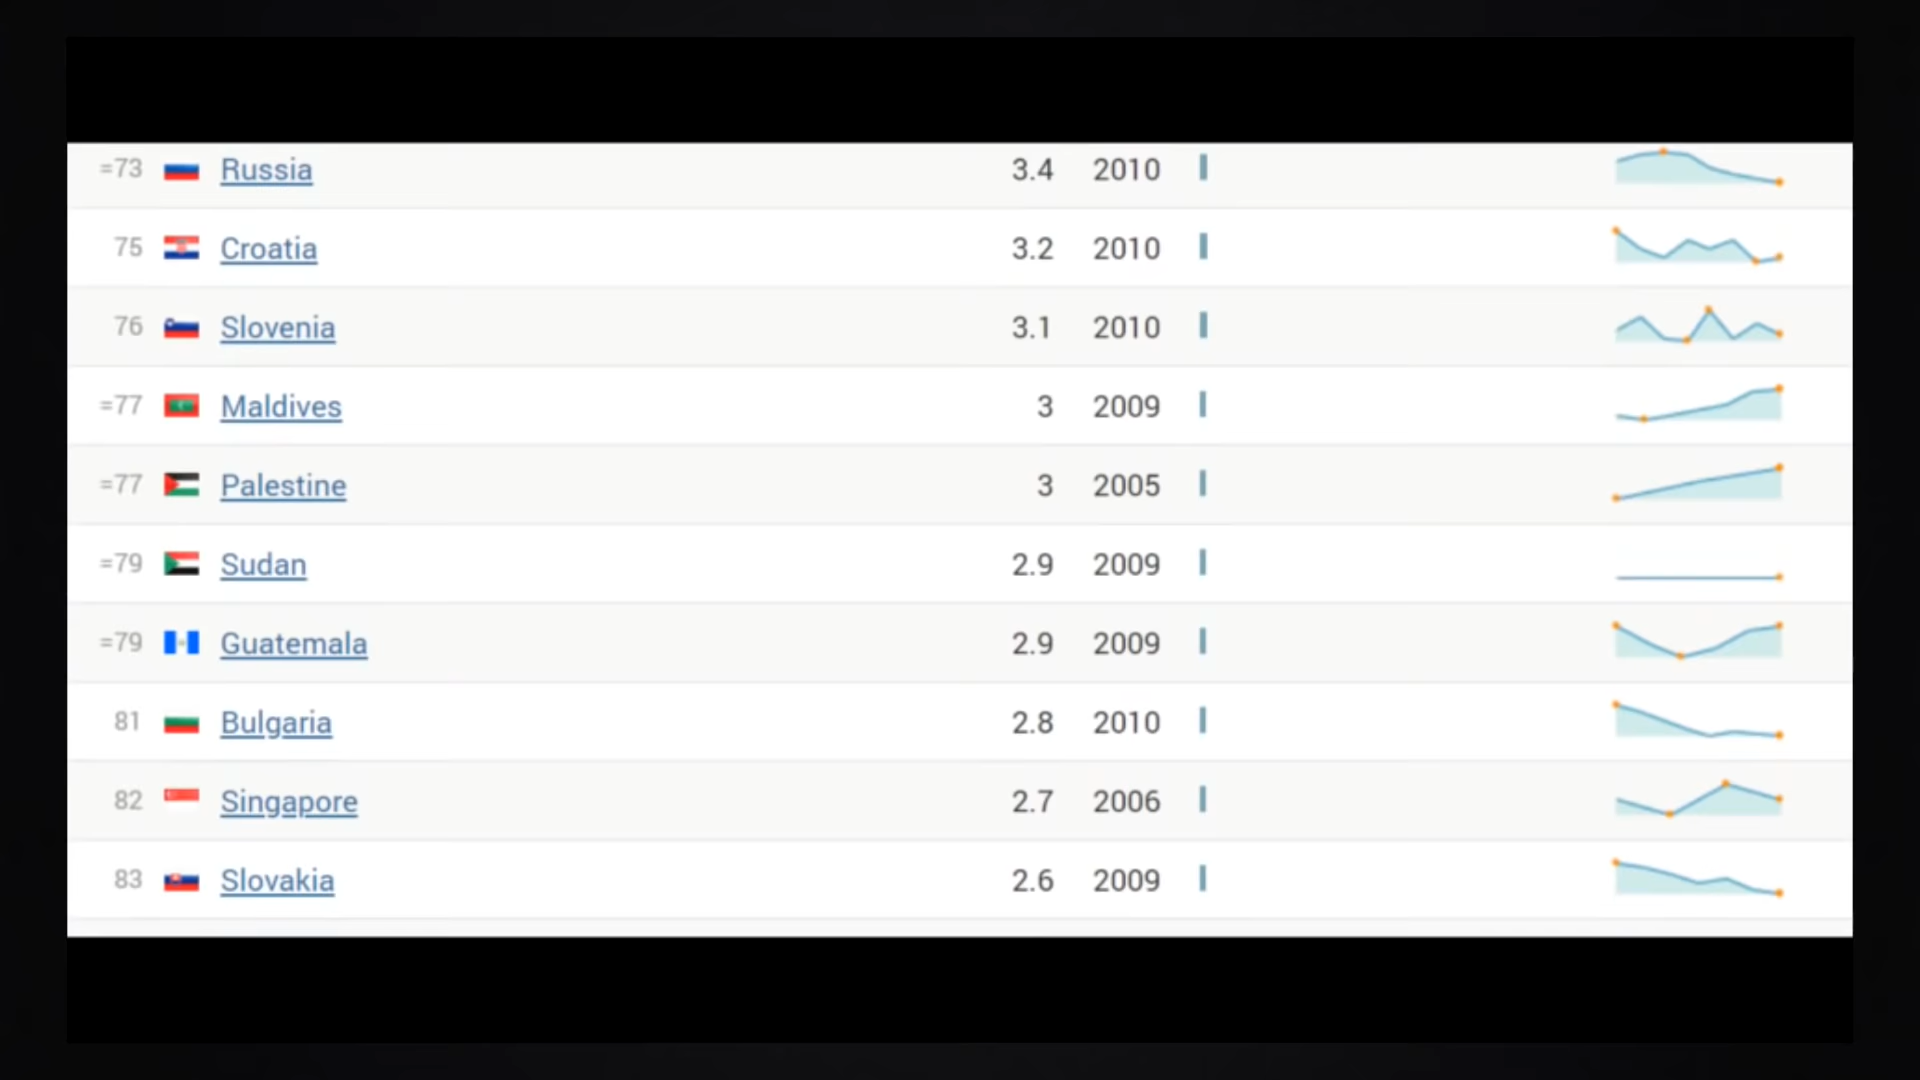 =73 Russia 3.4 2010
75 Croatia 3.2 2010
76 Slovenia 3.1 2010
=77 Maldives 3 2009
=77 Palestine 3 2005
=79 Sudan 2.9 2009
=79 Guatemala 2.9 2009
81 Bulgaria 2.8 2010
82 Singapore 2.7 2006
83 Slovakia 2.6 2009